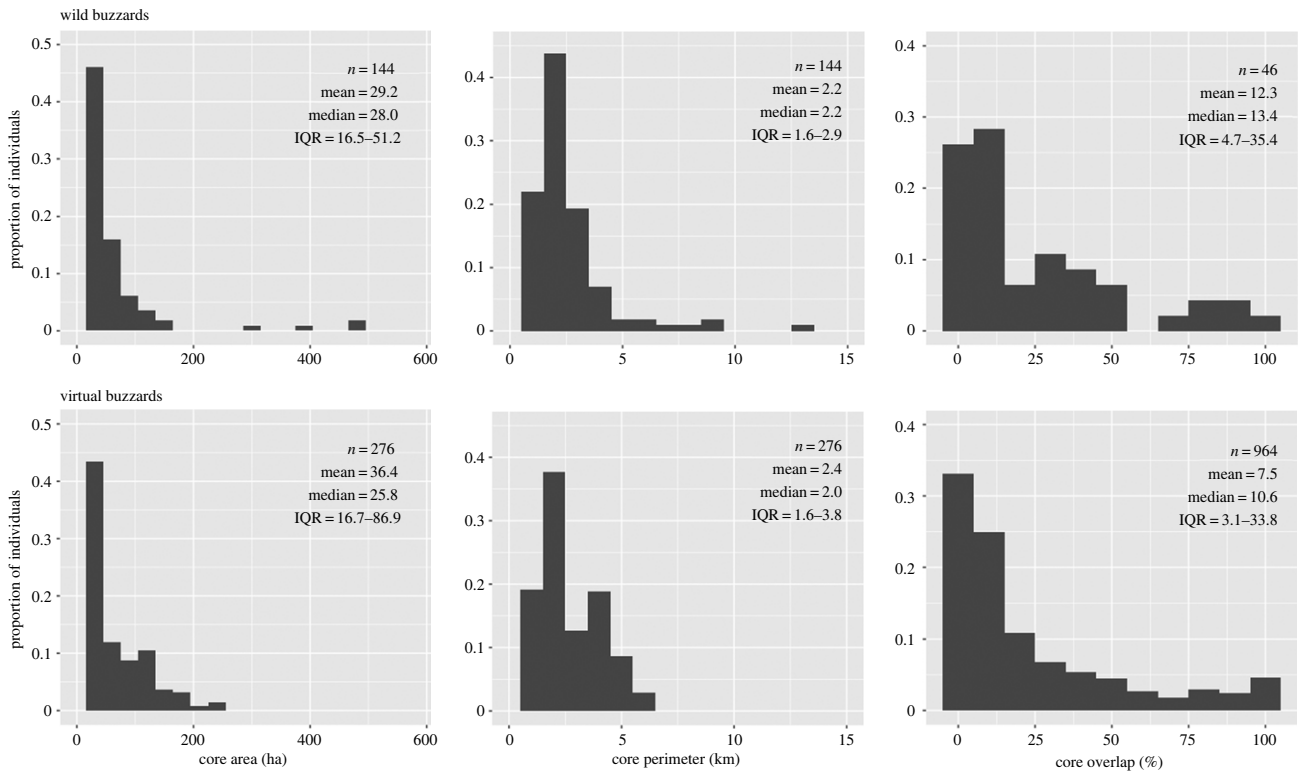 wild buzzards
proportion of individuals
0.5
0.4
0.3
0.2
0.1
0
n = 144
mean = 29.2
median = 28.0
IQR = 16.5–51.2
0 200 400 600
0.4
0.3
0.2
0.1
0
n = 144
mean = 2.2
median = 2.2
IQR = 1.6–2.9
0 5 10 15
0.4
0.3
0.2
0.1
0
n = 46
mean = 12.3
median = 13.4
IQR = 4.7–35.4
0 25 50 75 100
virtual buzzards
proportion of individuals
0.5
0.4
0.3
0.2
0.1
0
n = 276
mean = 36.4
median = 25.8
IQR = 16.7–86.9
0 200 400 600
core area (ha)
0.4
0.3
0.2
0.1
0
n = 276
mean = 2.4
median = 2.0
IQR = 1.6–3.8
0 5 10 15
core perimeter (km)
0.4
0.3
0.2
0.1
0
n = 964
mean = 7.5
median = 10.6
IQR = 3.1–33.8
0 25 50 75 100
core overlap (%)